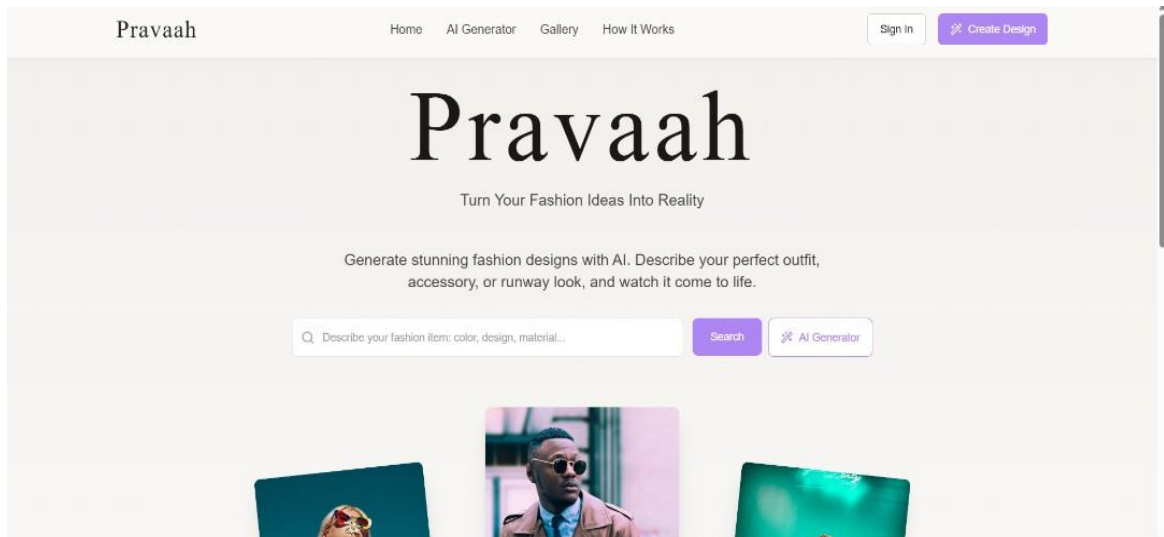 Pravaah
Home AI Generator Gallery How It Works
Sign In Create Design
Pravaah
Turn Your Fashion Ideas Into Reality
Generate stunning fashion designs with AI. Describe your perfect outfit,
accessory, or runway look, and watch it come to life.
Describe your fashion item: color, design, material...
Search AI Generator